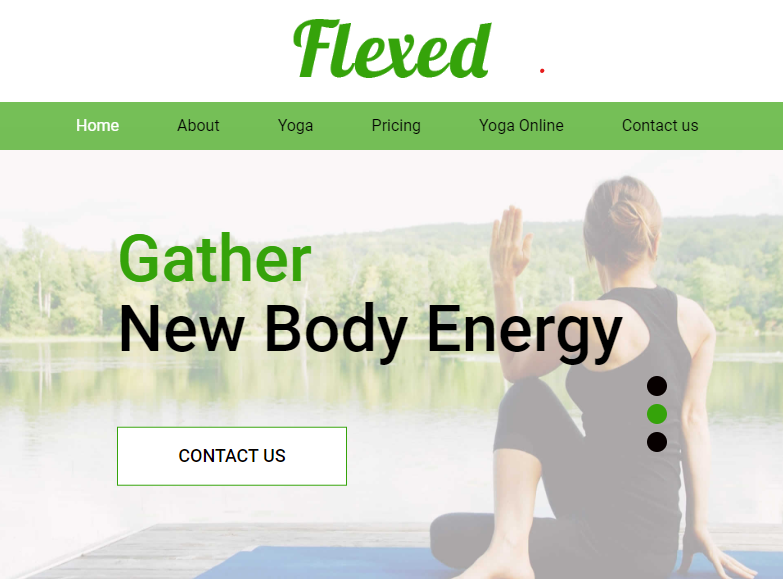 Flexed
Home About Yoga Pricing Yoga Online Contact us
Gather
New Body Energy
CONTACT US